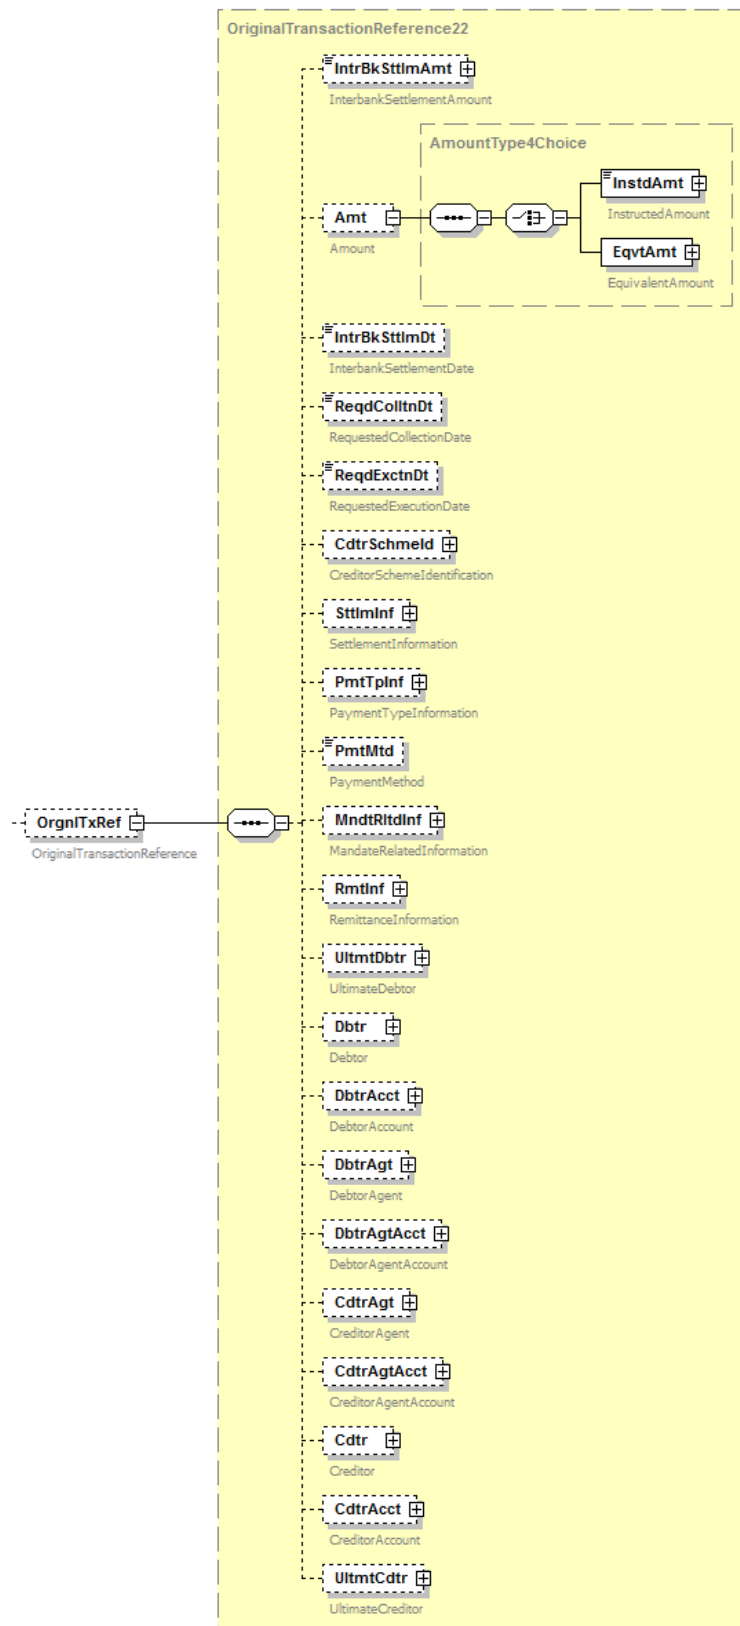 OriginalTransactionReference22
IntrBkSttlmAmt
InterbankSettlementAmount
AmountType4Choice
InstdAmt
InstructedAmount
Amt
Amount
EqvtAmt
EquivalentAmount
IntrBkSttlmDt
InterbankSettlementDate
ReqdColltnDt
RequestedCollectionDate
ReqdExctnDt
RequestedExecutionDate
CdtrSchmeId
CreditorSchemeIdentification
SttlmInf
SettlementInformation
PmtTpInf
PaymentTypeInformation
PmtMtd
PaymentMethod
OrgnlTxRef
OriginalTransactionReference
MndtRltdInf
MandateRelatedInformation
RmtInf
RemittanceInformation
UltmtDbtr
UltimateDebtor
Dbtr
Debtor
DbtrAcct
DebtorAccount
DbtrAgt
DebtorAgent
DbtrAgtAcct
DebtorAgentAccount
CdtrAgt
CreditorAgent
CdtrAgtAcct
CreditorAgentAccount
Cdtr
Creditor
CdtrAcct
CreditorAccount
UltmtCdtr
UltimateCreditor